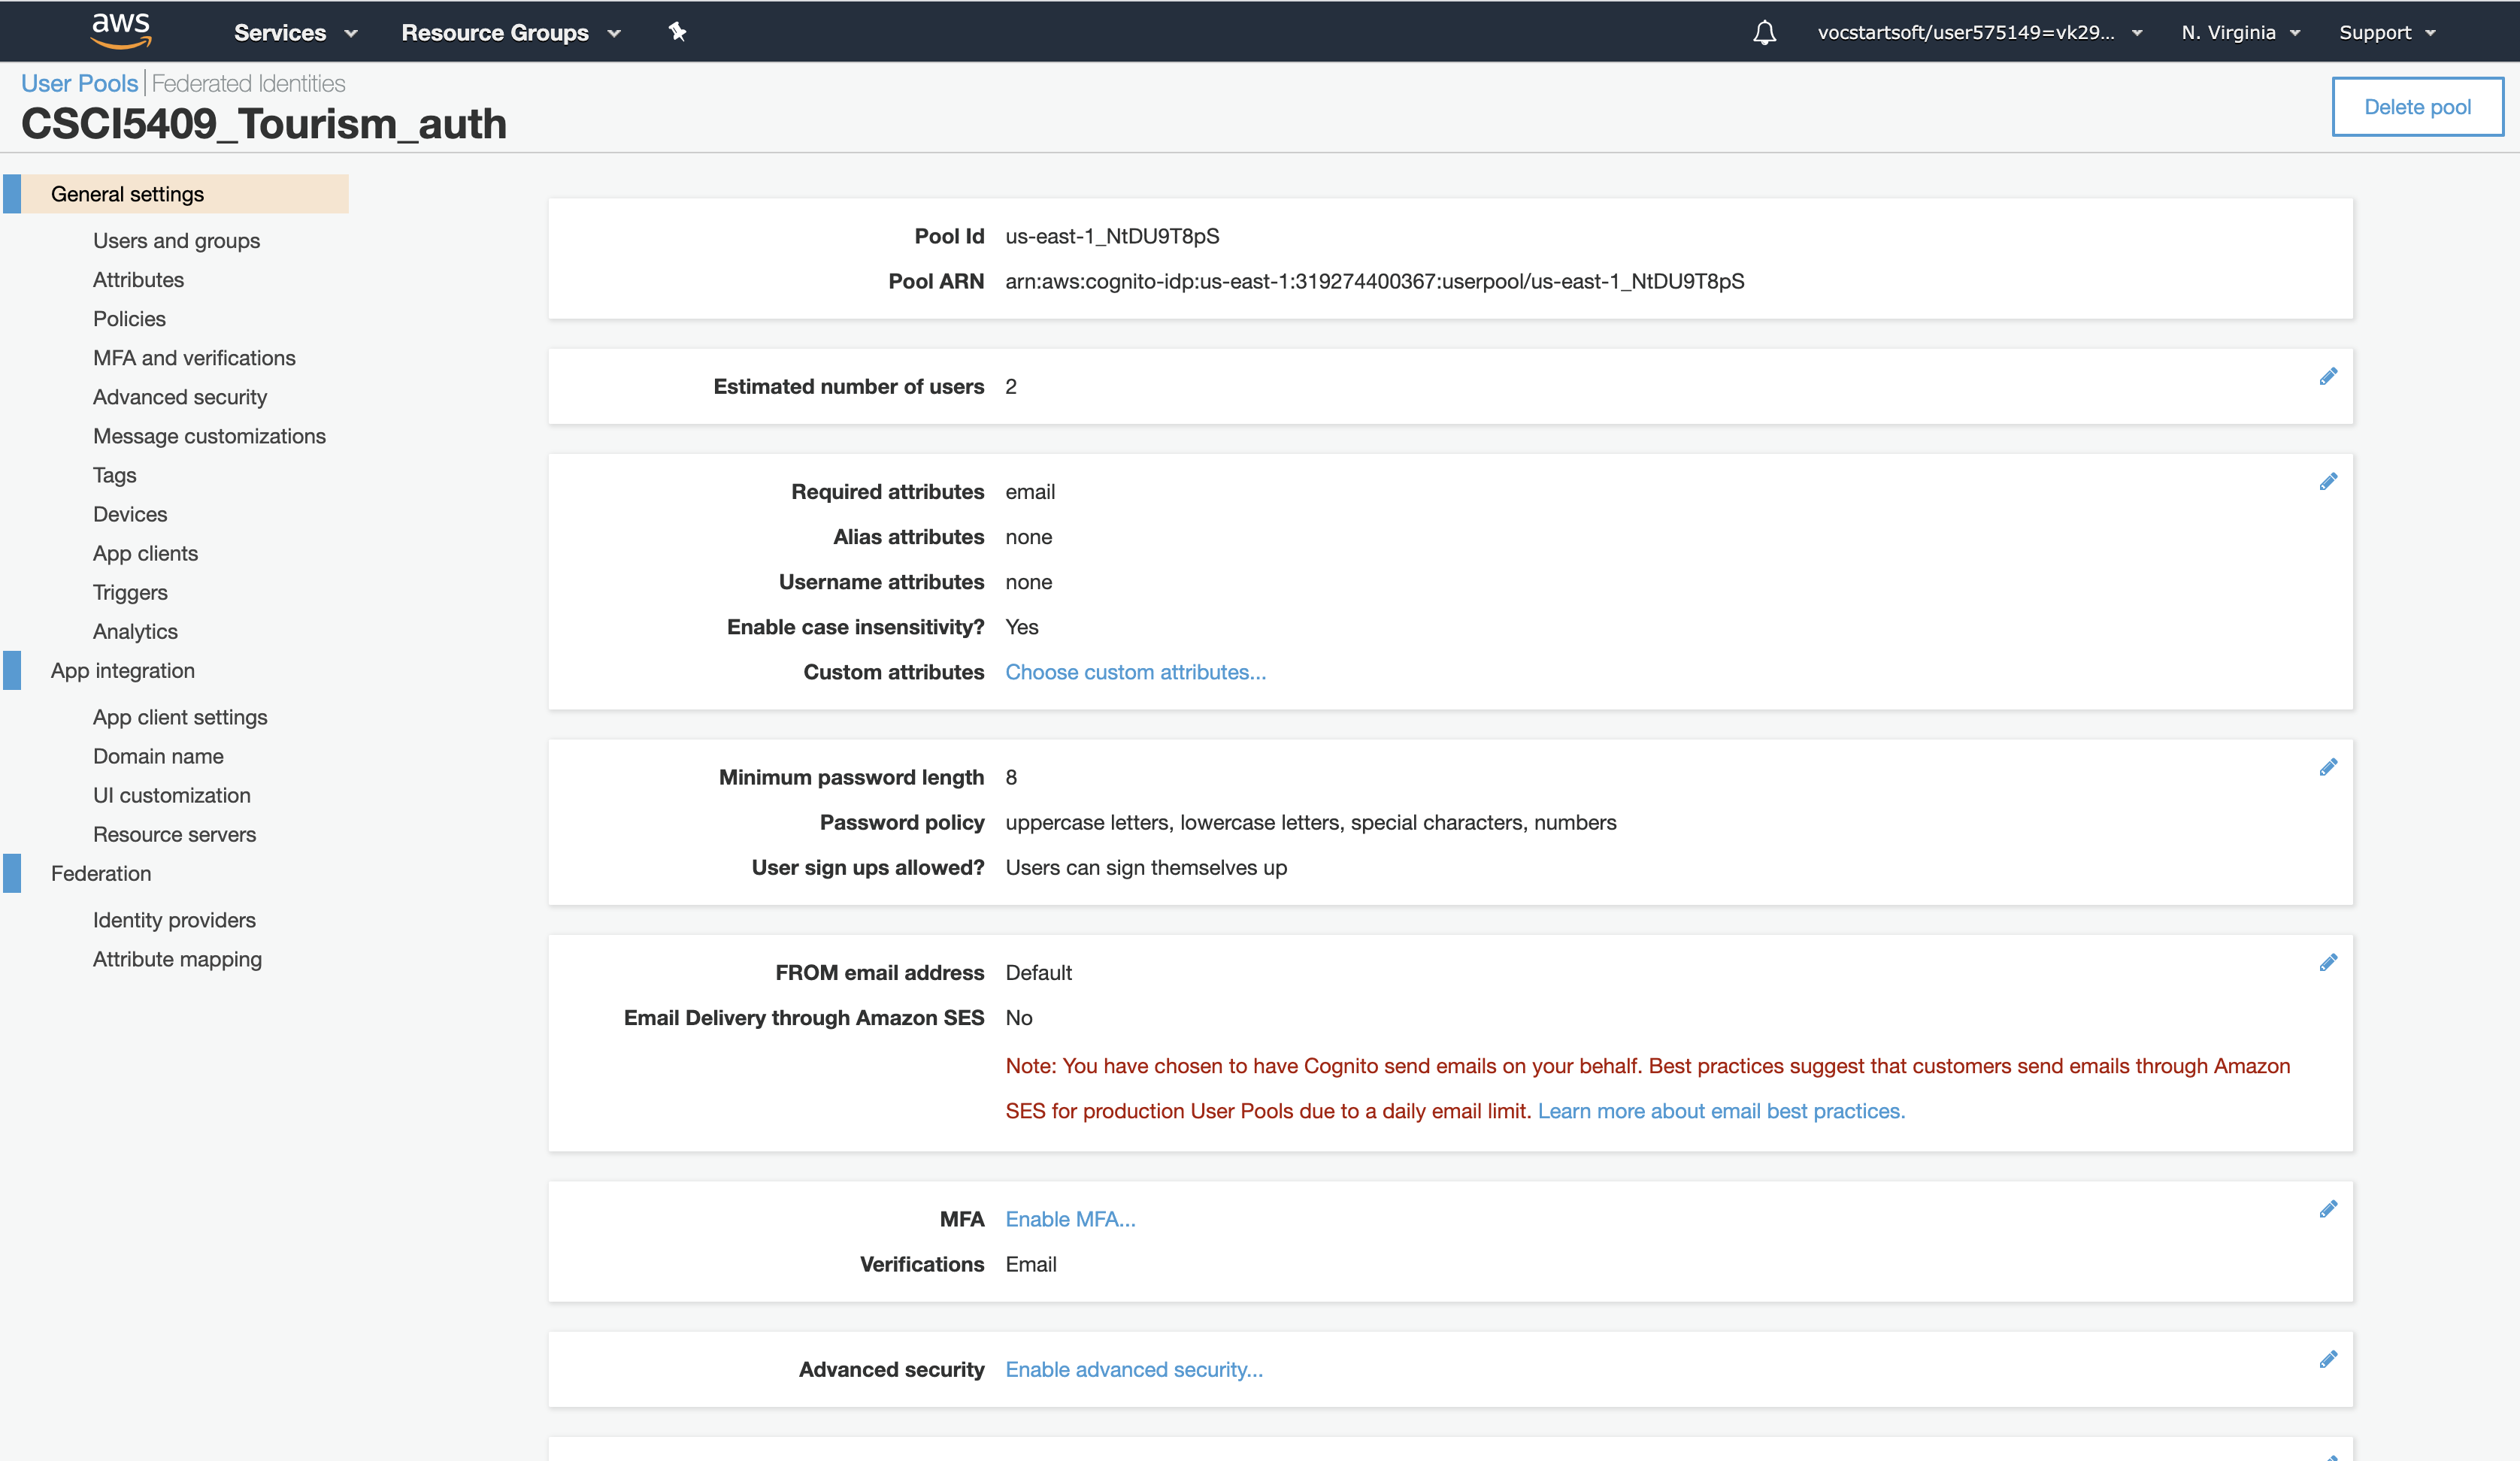 aws Services Resource Groups vocstartsoft/user575149=vk29... N. Virginia Support
User Pools Federated Identities
CSCI5409_Tourism_auth
Delete pool
General settings
Users and groups
Attributes
Policies
MFA and verifications
Advanced security
Message customizations
Tags
Devices
App clients
Triggers
Analytics
App integration
App client settings
Domain name
UI customization
Resource servers
Federation
Identity providers
Attribute mapping
Pool Id us-east-1_NtDU9T8pS
Pool ARN arn:aws:cognito-idp:us-east-1:319274400367:userpool/us-east-1_NtDU9T8pS
Estimated number of users 2
Required attributes email
Alias attributes none
Username attributes none
Enable case insensitivity? Yes
Custom attributes Choose custom attributes...
Minimum password length 8
Password policy uppercase letters, lowercase letters, special characters, numbers
User sign ups allowed? Users can sign themselves up
FROM email address Default
Email Delivery through Amazon SES No
Note: You have chosen to have Cognito send emails on your behalf. Best practices suggest that customers send emails through Amazon
SES for production User Pools due to a daily email limit. Learn more about email best practices.
MFA Enable MFA...
Verifications Email
Advanced security Enable advanced security...